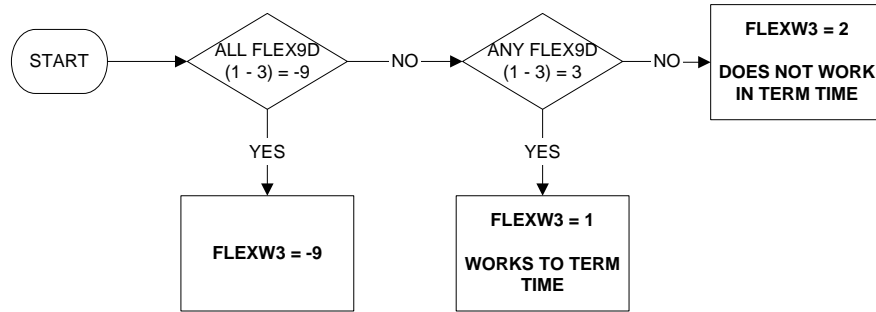 START
ALL FLEX9D
(1 - 3) = -9
NO
ANY FLEX9D
(1 - 3) = 3
NO
FLEXW3 = 2
DOES NOT WORK
IN TERM TIME
YES
YES
FLEXW3 = -9
FLEXW3 = 1
WORKS TO TERM
TIME